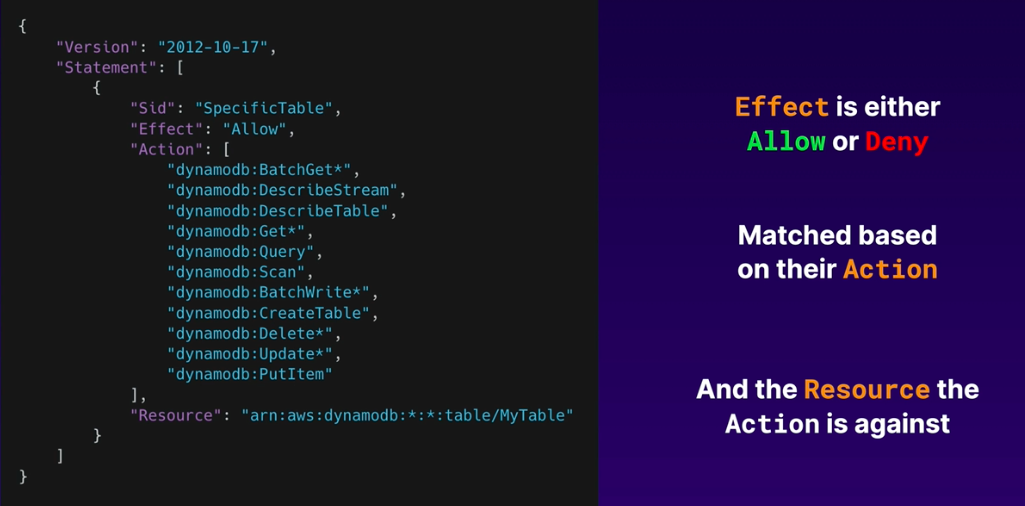 {
    "Version": "2012-10-17",
    "Statement": [
        {
            "Sid": "SpecificTable",
            "Effect": "Allow",
            "Action": [
                "dynamodb:BatchGet*",
                "dynamodb:DescribeStream",
                "dynamodb:DescribeTable",
                "dynamodb:Get*",
                "dynamodb:Query",
                "dynamodb:Scan",
                "dynamodb:BatchWrite*",
                "dynamodb:CreateTable",
                "dynamodb:Delete*",
                "dynamodb:Update*",
                "dynamodb:PutItem"
            ],
            "Resource": "arn:aws:dynamodb:*:*:table/MyTable"
        }
    ]
}
Effect is either
Allow or Deny
Matched based
on their Action
And the Resource the
Action is against